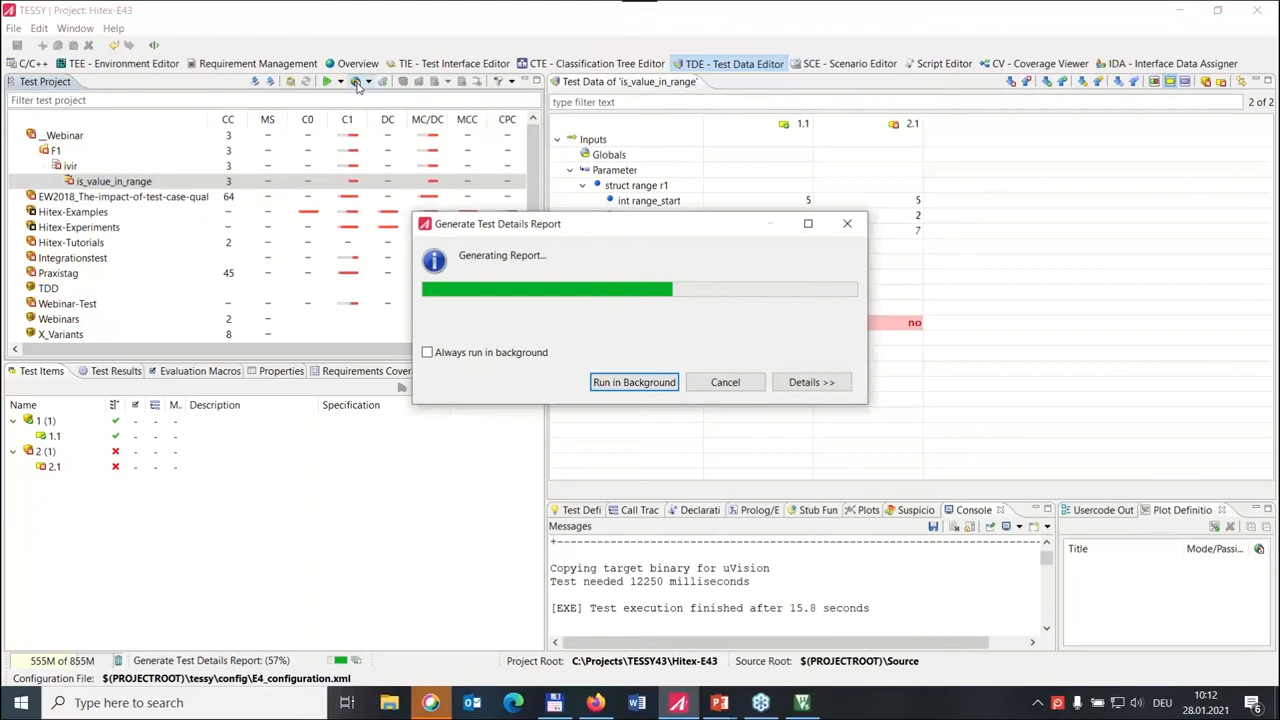 TESSY | Project: Hitex-E43
File Edit Window Help
C/C++ TEE - Environment Editor Requirement Management Overview TIE - Test Interface Editor CTE - Classification Tree Editor TDE - Test Data Editor SCE - Scenario Editor Script Editor CV - Coverage Viewer IDA - Interface Data Assigner
Test Project
Filter test project
CC MS C0 C1 DC MC/DC MCC CPC
__Webinar 3 – – – –
F1 3 – – – –
ivir 3 – – – –
is_value_in_range 3 – – –
EW2018_The-impact-of-test-case-qual 64 – – –
Hitex-Examples – –
Hitex-Experiments – – –
Hitex-Tutorials 2 – - - -
Integrationstest – – –
Praxistag 45 – – –
TDD –
Webinar-Test – – – –
Webinars 2 –
X_Variants 8 –
Test Data of 'is_value_in_range'
type filter text
2 of 2
1.1 2.1
Inputs
Globals
Parameter
struct range r1
int range_start 5 5
2
7
no
Generate Test Details Report
Generating Report...
Always run in background
Run in Background Cancel Details >>
Test Items Test Results Evaluation Macros Properties Requirements Cover
Name M.. Description Specification
1 (1)
1.1
2 (1)
2.1
Test Defi Call Trac Declarati Prolog/E Stub Fun Plots Suspicio Console
Messages
Copying target binary for uVision
Test needed 12250 milliseconds
[EXE] Test execution finished after 15.8 seconds
Usercode Out Plot Definitio
Title Mode/Passi...
555M of 855M Generate Test Details Report: (57%) Project Root: C:\Projects\TESSY43\Hitex-E43 Source Root: $(PROJECTROOT)\Source
Configuration File: $(PROJECTROOT)\tessy\config\E4_configuration.xml
Type here to search
DEU
10:12
28.01.2021
6